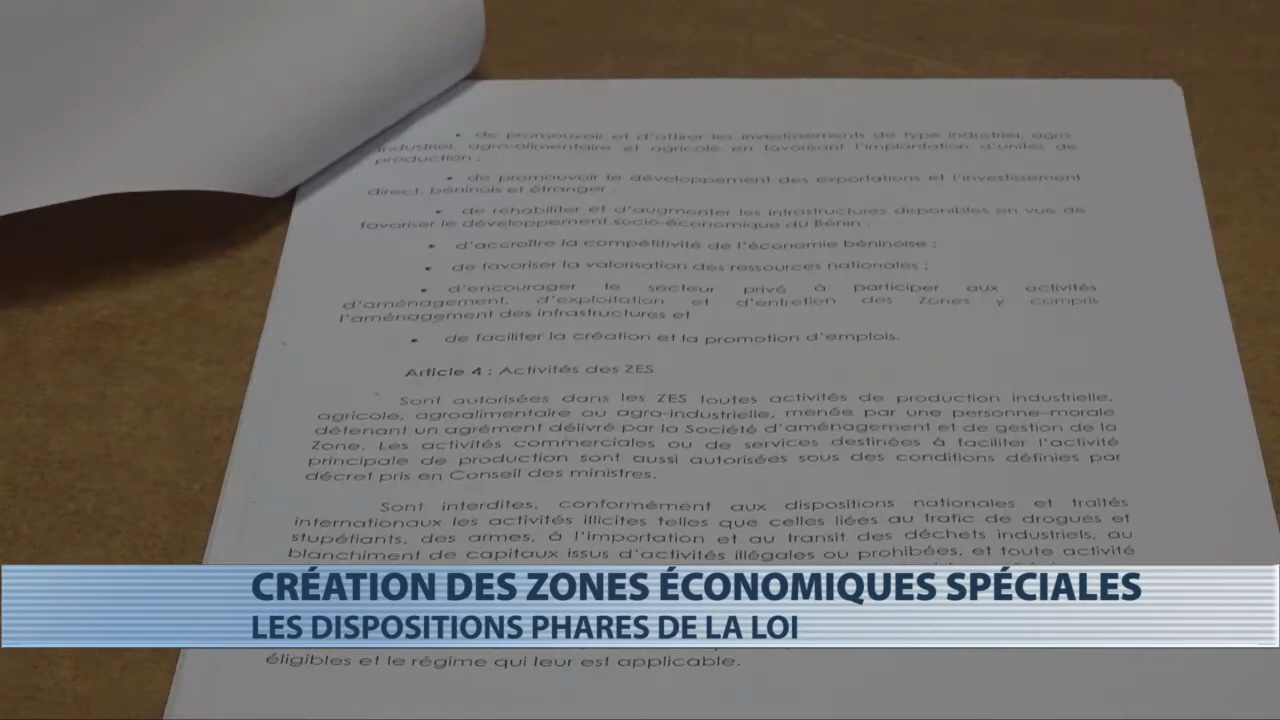 • de promouvoir et d'attirer les investissements de type industriel, agro-
industriel, agro-alimentaire et agricole en favorisant l'implantation d'unités de
production ;
• de promouvoir le développement des exportations et l'investissement
direct, béninois et étranger ;
• de réhabiliter et d'augmenter les infrastructures disponibles en vue de
favoriser le développement socio-économique du Bénin ;
• d'accroître la compétitivité de l'économie béninoise ;
• de favoriser la valorisation des ressources nationales ;
• d'encourager le secteur privé à participer aux activités
d'aménagement, d'exploitation et d'entretien des Zones y compris
l'aménagement des infrastructures et
• de faciliter la création et la promotion d'emplois.
Article 4 : Activités des ZES
Sont autorisées dans les ZES toutes activités de production industrielle,
agricole, agroalimentaire ou agro-industrielle, menée par une personne-morale
détenant un agrément délivré par la Société d'aménagement et de gestion de la
Zone. Les activités commerciales ou de services destinées à faciliter l'activité
principale de production sont aussi autorisées sous des conditions définies par
décret pris en Conseil des ministres.
Sont interdites, conformément aux dispositions nationales et traités
internationaux les activités illicites telles que celles liées au trafic de drogues et
stupéfiants, des armes, à l'importation et au transit des déchets industriels, au
blanchiment de capitaux issus d'activités illégales ou prohibées, et toute activité
CRÉATION DES ZONES ÉCONOMIQUES SPÉCIALES
LES DISPOSITIONS PHARES DE LA LOI
éligibles et le régime qui leur est applicable.